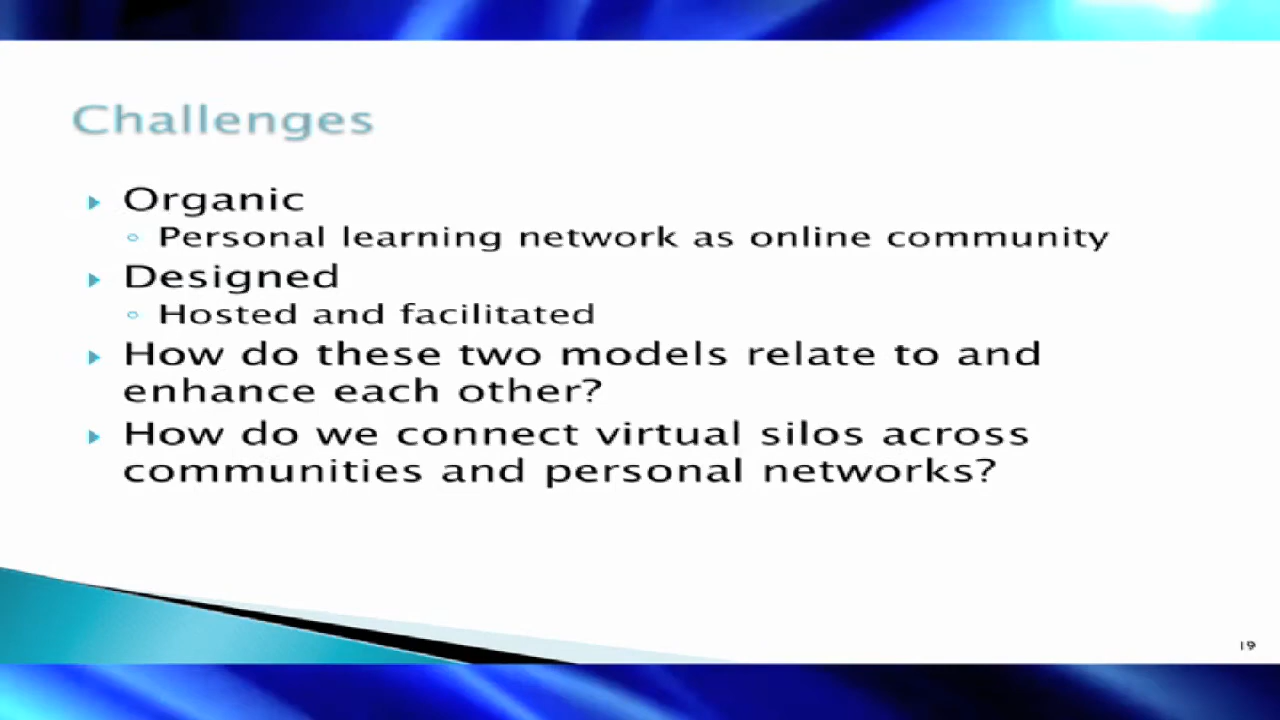 Challenges
Organic
Personal learning network as online community
Designed
Hosted and facilitated
How do these two models relate to and
enhance each other?
How do we connect virtual silos across
communities and personal networks?
19